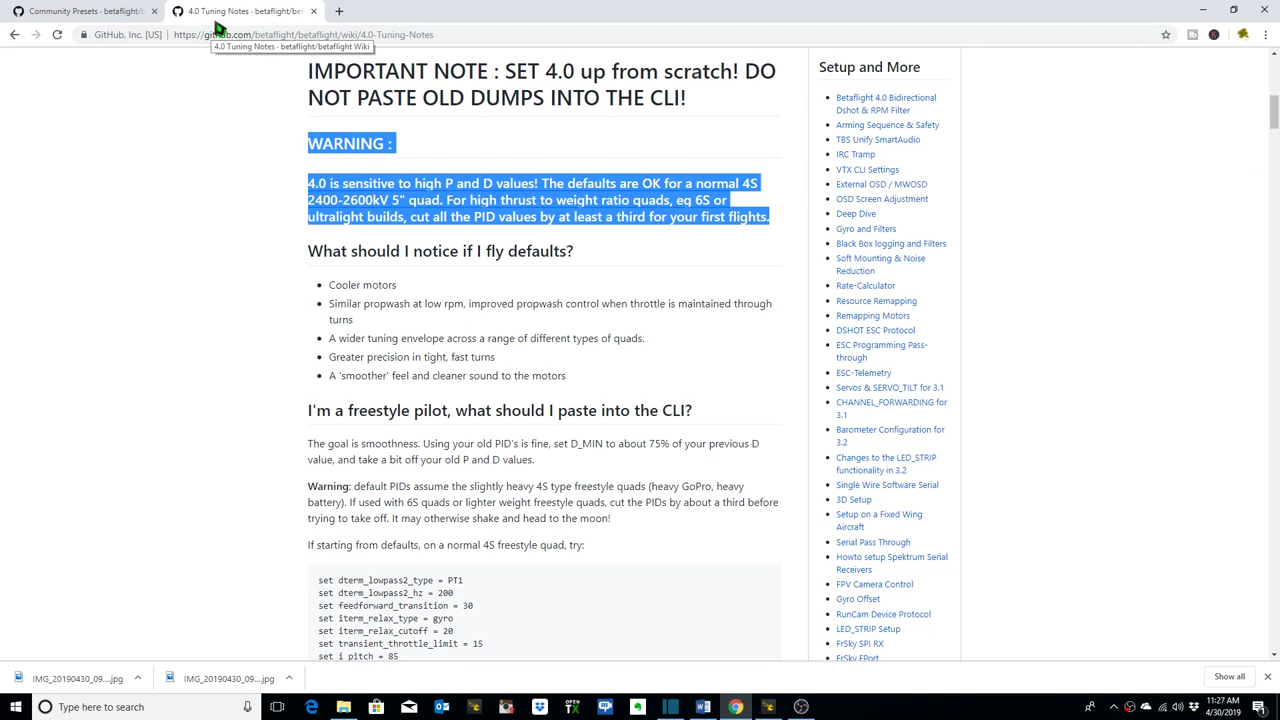 Community Presets · betaflight/bet
4.0 Tuning Notes · betaflight/bet
GitHub, Inc. [US]
https://github.com/betaflight/betaflight/wiki/4.0-Tuning-Notes
4.0 Tuning Notes · betaflight/betaflight Wiki
IMPORTANT NOTE : SET 4.0 up from scratch! DO
NOT PASTE OLD DUMPS INTO THE CLI!
WARNING :
4.0 is sensitive to high P and D values! The defaults are OK for a normal 4S
2400-2600kV 5" quad. For high thrust to weight ratio quads, eg 6S or
ultralight builds, cut all the PID values by at least a third for your first flights.
What should I notice if I fly defaults?
Cooler motors
Similar propwash at low rpm, improved propwash control when throttle is maintained through
turns
A wider tuning envelope across a range of different types of quads.
Greater precision in tight, fast turns
A 'smoother' feel and cleaner sound to the motors
I'm a freestyle pilot, what should I paste into the CLI?
The goal is smoothness. Using your old PID's is fine, set D_MIN to about 75% of your previous D
value, and take a bit off your old P and D values.
Warning: default PIDs assume the slightly heavy 4S type freestyle quads (heavy GoPro, heavy
battery). If used with 6S quads or lighter weight freestyle quads, cut the PIDs by about a third before
trying to take off. It may otherwise shake and head to the moon!
If starting from defaults, on a normal 4S freestyle quad, try:
set dterm_lowpass2_type = PT1
set dterm_lowpass2_hz = 200
set feedforward_transition = 30
set iterm_relax_type = gyro
set iterm_relax_cutoff = 20
set transient_throttle_limit = 15
set i_pitch = 85
Setup and More
Betaflight 4.0 Bidirectional
Dshot & RPM Filter
Arming Sequence & Safety
TBS Unify SmartAudio
IRC Tramp
VTX CLI Settings
External OSD / MWOSD
OSD Screen Adjustment
Deep Dive
Gyro and Filters
Black Box logging and Filters
Soft Mounting & Noise
Reduction
Rate-Calculator
Resource Remapping
Remapping Motors
DSHOT ESC Protocol
ESC Programming Pass-
through
ESC-Telemetry
Servos & SERVO_TILT for 3.1
CHANNEL_FORWARDING for
3.1
Barometer Configuration for
3.2
Changes to the LED_STRIP
functionality in 3.2
Single Wire Software Serial
3D Setup
Setup on a Fixed Wing
Aircraft
Serial Pass Through
Howto setup Spektrum Serial
Receivers
FPV Camera Control
Gyro Offset
RunCam Device Protocol
LED_STRIP Setup
FrSky SPI RX
FrSky FPort
IMG_20190430_09....jpg
IMG_20190430_09....jpg
Show all
Type here to search
OPEN
TX
11:27 AM
4/30/2019